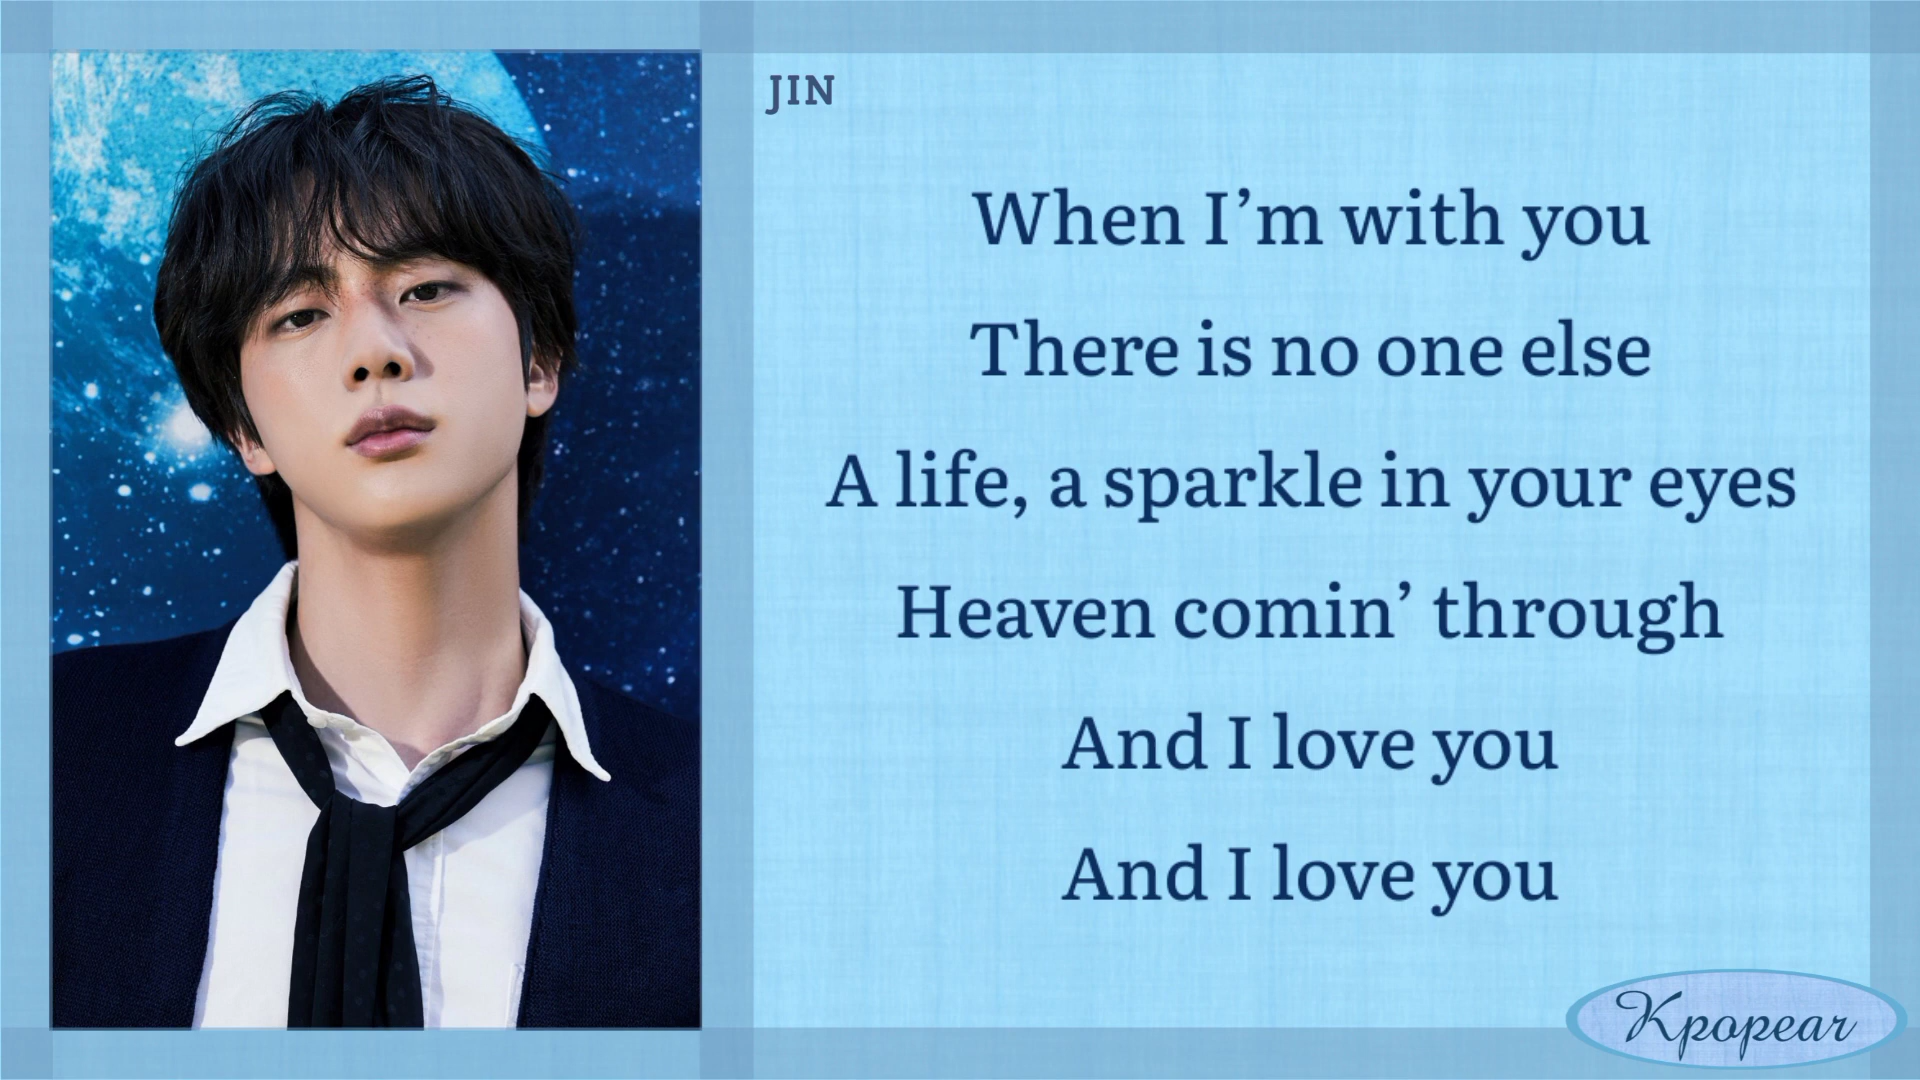 JIN
When I’m with you
There is no one else
A life, a sparkle in your eyes
Heaven comin’ through
And I love you
And I love you
Kpopear